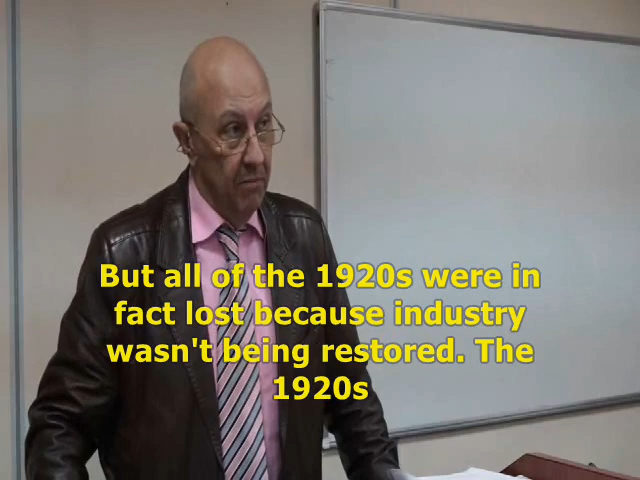 But all of the 1920s were in
fact lost because industry
wasn't being restored. The
1920s